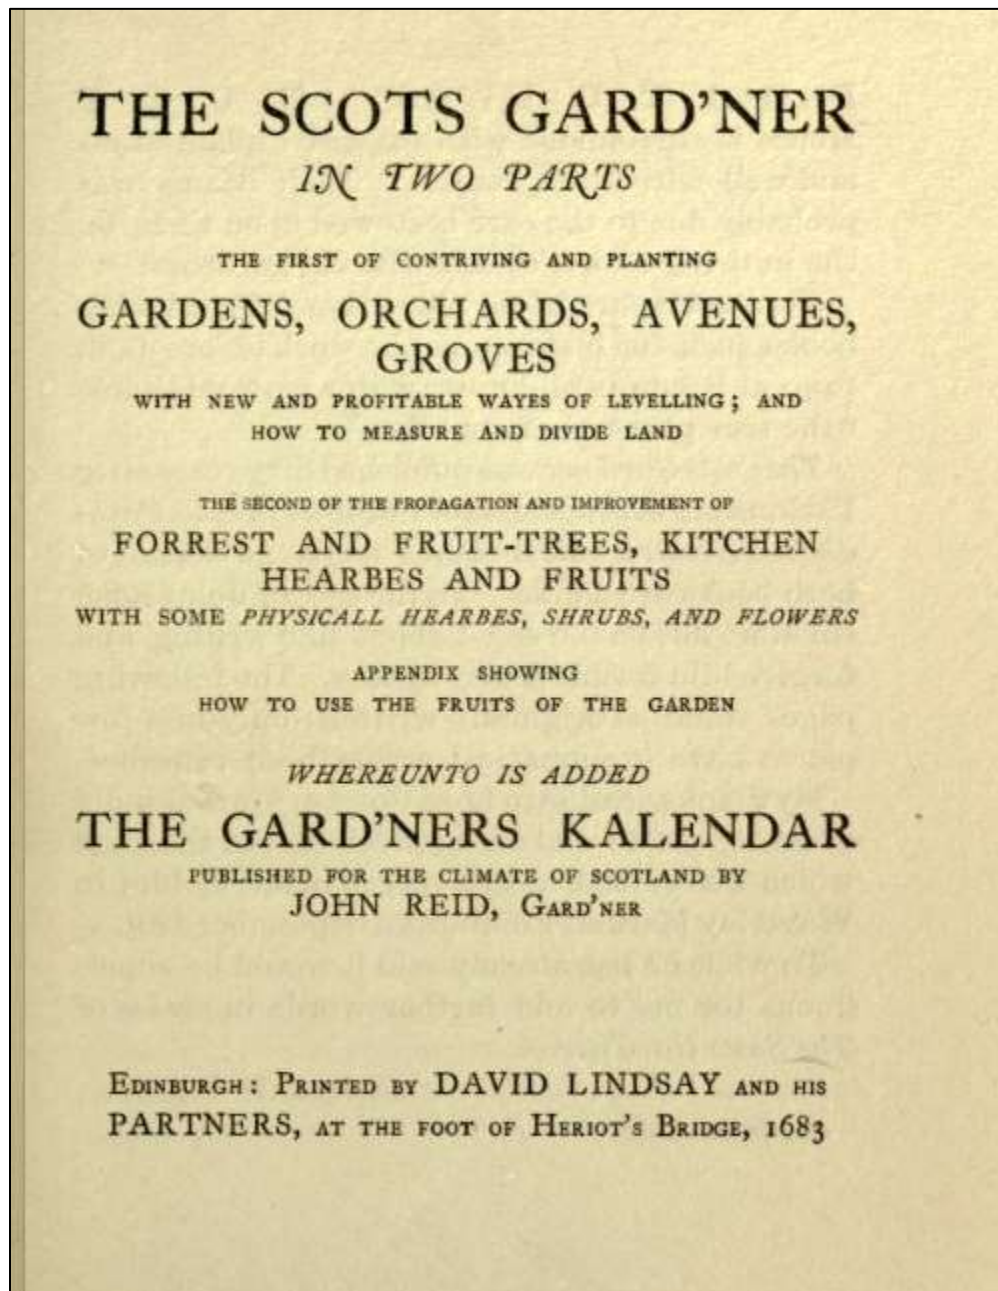 THE SCOTS GARD'NER
IN TWO PARTS
THE FIRST OF CONTRIVING AND PLANTING
GARDENS, ORCHARDS, AVENUES,
GROVES
WITH NEW AND PROFITABLE WAYES OF LEVELLING; AND
HOW TO MEASURE AND DIVIDE LAND
THE SECOND OF THE PROPAGATION AND IMPROVEMENT OF
FORREST AND FRUIT-TREES, KITCHEN
HEARBES AND FRUITS
WITH SOME PHYSICALL HEARBES, SHRUBS, AND FLOWERS
APPENDIX SHOWING
HOW TO USE THE FRUITS OF THE GARDEN
WHEREUNTO IS ADDED
THE GARD'NERS KALENDAR
PUBLISHED FOR THE CLIMATE OF SCOTLAND BY
JOHN REID, GARD'NER
EDINBURGH: PRINTED BY DAVID LINDSAY AND HIS
PARTNERS, AT THE FOOT OF HERIOT'S BRIDGE, 1683